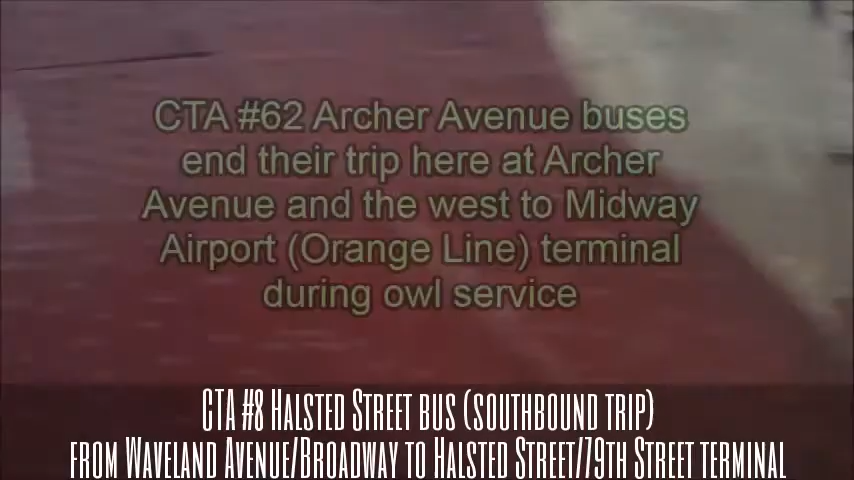 CTA #62 Archer Avenue buses
end their trip here at Archer
Avenue and the west to Midway
Airport (Orange Line) terminal
during owl service
CTA #8 Halsted Street bus (southbound trip)
from Waveland Avenue/Broadway to Halsted Street/79th Street terminal